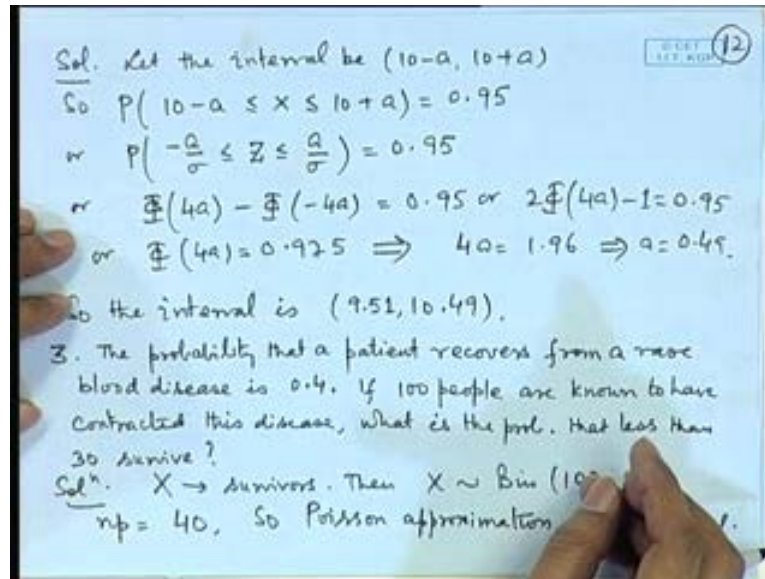 12
Sol. Let the interval be (10-a, 10+a)
So P( 10-a ≤ X ≤ 10+a) = 0.95
or P( -a/σ ≤ Z ≤ a/σ ) = 0.95
or Φ(4a) - Φ(-4a) = 0.95 or 2Φ(4a)-1=0.95
or Φ(4a) = 0.925 ⟹ 4a = 1.96 ⟹ a = 0.49.
So the interval is (9.51, 10.49).
3. The probability that a patient recovers from a rare
blood disease is 0.4. If 100 people are known to have
contracted this disease, what is the prob. that less than
30 survive?
Solⁿ. X → survivors. Then X ~ Bin (10
np = 40, So Poisson approximation